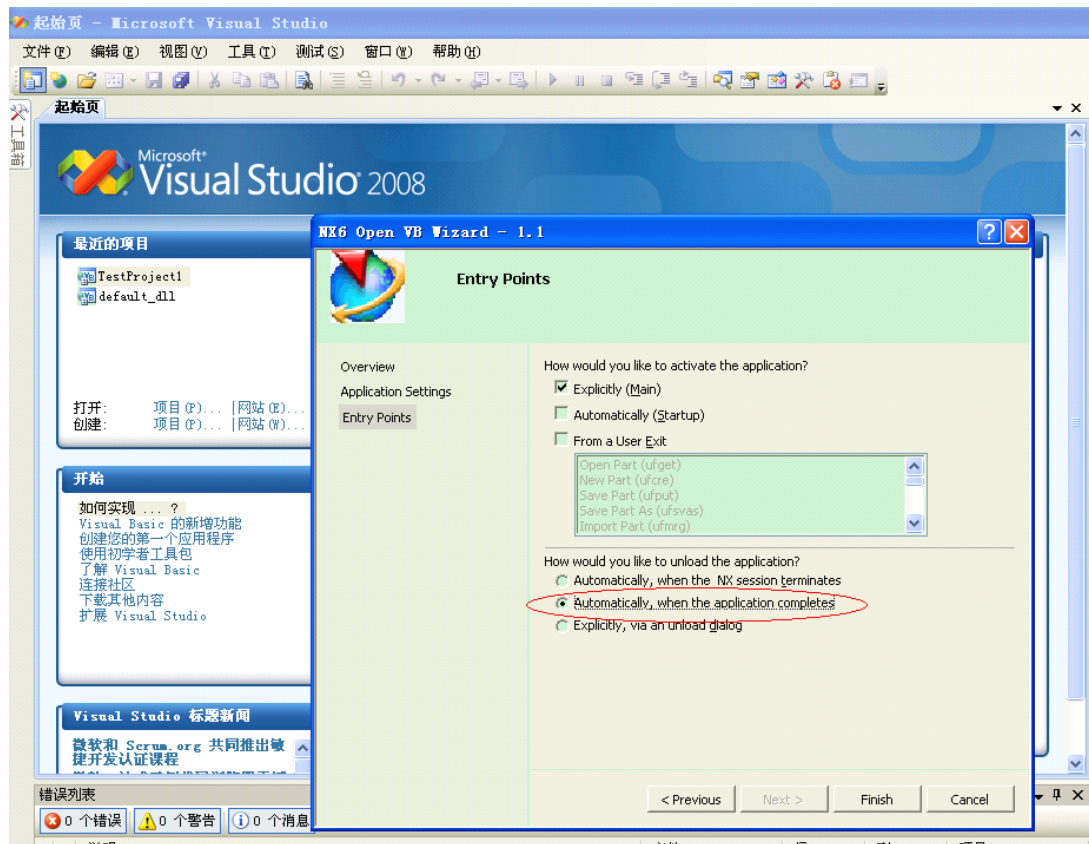 起始页 - Microsoft Visual Studio
文件(F) 编辑(E) 视图(V) 工具(T) 测试(S) 窗口(W) 帮助(H)
起始页
工具箱
Microsoft®
Visual Studio® 2008
最近的项目
TestProject1
default_dll
打开: 项目(P)... |网站(E)...
创建: 项目(P)... |网站(W)...
开始
如何实现 ... ?
Visual Basic 的新增功能
创建您的第一个应用程序
使用初学者工具包
了解 Visual Basic
连接社区
下载其他内容
扩展 Visual Studio
Visual Studio 标题新闻
微软和 Scrum.org 共同推出敏
捷开发认证课程
NX6 Open VB Wizard - 1.1
Entry Points
Overview
Application Settings
Entry Points
How would you like to activate the application?
Explicitly (Main)
Automatically (Startup)
From a User Exit
Open Part (ufget)
New Part (ufcre)
Save Part (ufput)
Save Part As (ufsvas)
Import Part (ufmrg)
How would you like to unload the application?
Automatically, when the NX session terminates
Automatically, when the application completes
Explicitly, via an unload dialog
< Previous Next > Finish Cancel
错误列表
0 个错误 0 个警告 0 个消息